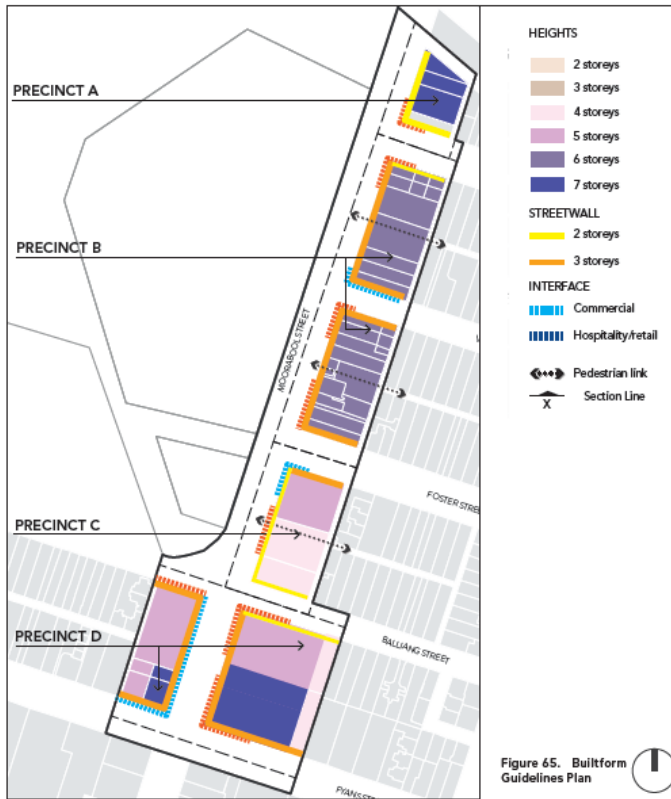 PRECINCT A
PRECINCT B
MOORABOOL STREET
FOSTER STREET
PRECINCT C
BALLIANG STREET
PRECINCT D
FYANS
HEIGHTS
2 storeys
3 storeys
4 storeys
5 storeys
6 storeys
7 storeys
STREETWALL
2 storeys
3 storeys
INTERFACE
Commercial
Hospitality/retail
Pedestrian link
X
Section Line
Figure 65. Builtform
Guidelines Plan